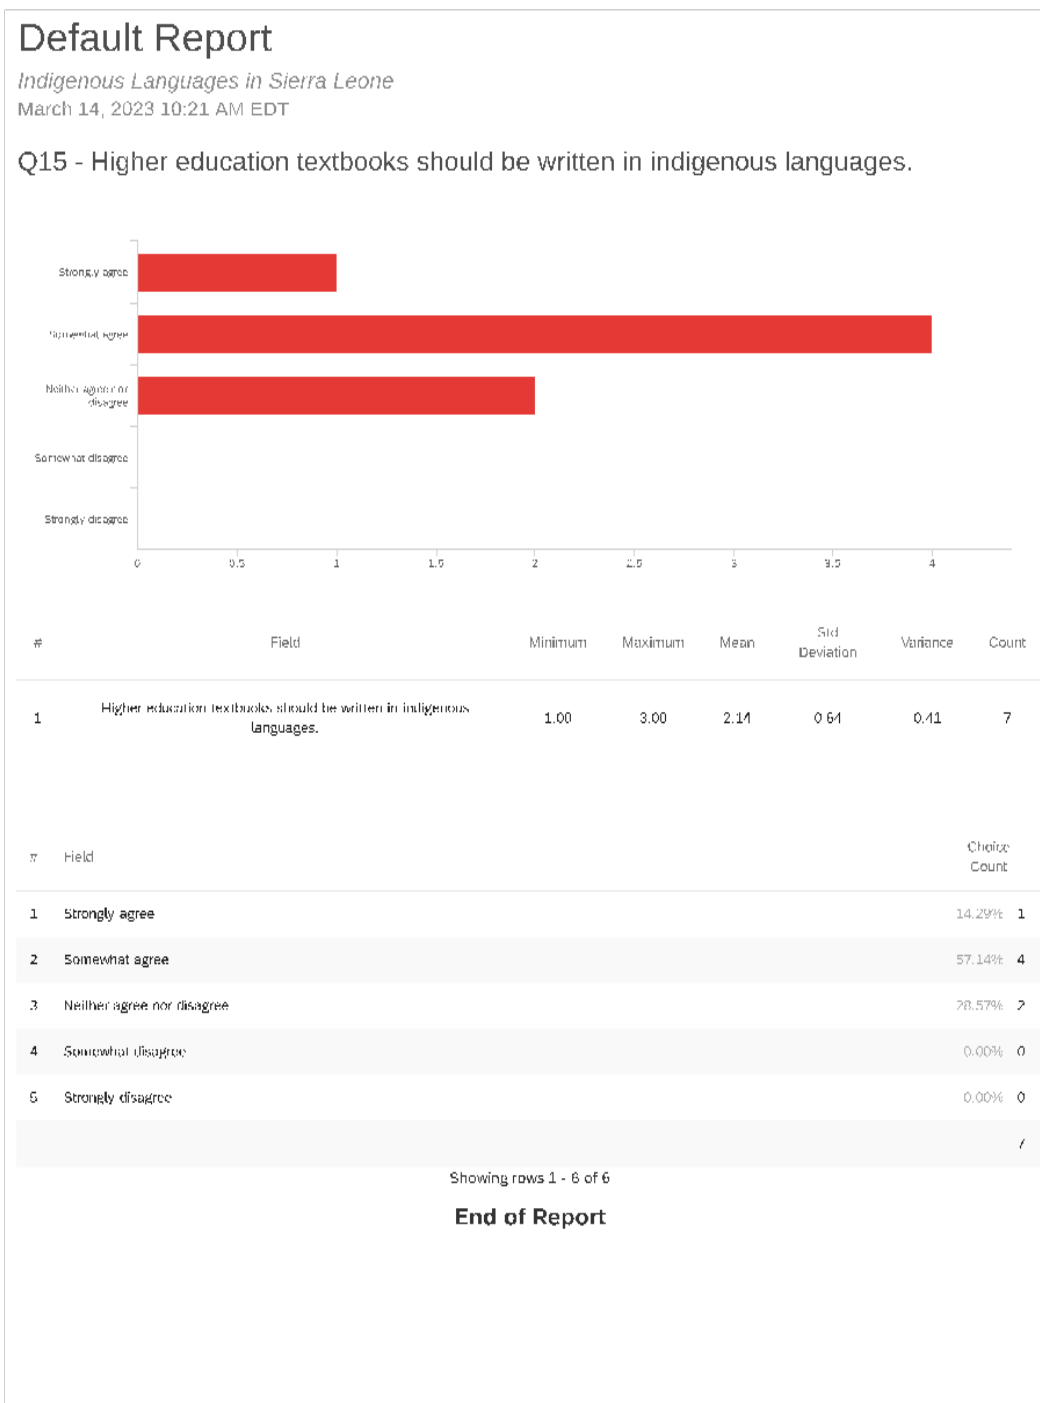 Default Report
Indigenous Languages in Sierra Leone
March 14, 2023 10:21 AM EDT
Q15 - Higher education textbooks should be written in indigenous languages.
Strongly agree
Somewhat agree
Neither agree nor
disagree
Somewhat disagree
Strongly disagree
0 0.5 1 1.5 2 2.5 3 3.5 4
# Field Minimum Maximum Mean Std Deviation Variance Count
1 Higher education textbooks should be written in indigenous languages. 1.00 3.00 2.14 0.64 0.41 7
# Field Choice Count
1 Strongly agree 14.29% 1
2 Somewhat agree 57.14% 4
3 Neither agree nor disagree 28.57% 2
4 Somewhat disagree 0.00% 0
5 Strongly disagree 0.00% 0
7
Showing rows 1 - 6 of 6
End of Report